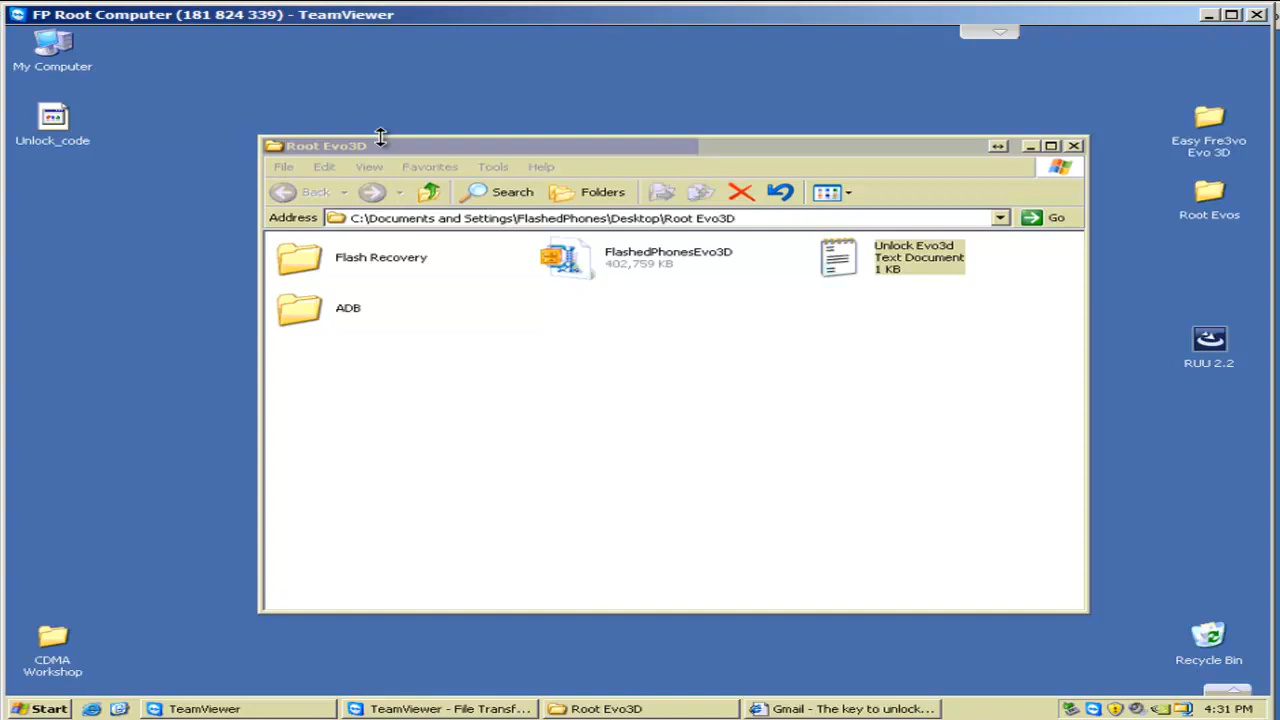 FP Root Computer (181 824 339) - TeamViewer
My Computer
Unlock_code
Easy Fre3vo
Evo 3D
Root Evos
RUU 2.2
Root Evo3D
File Edit View Favorites Tools Help
Back Search Folders
Address C:\Documents and Settings\FlashedPhones\Desktop\Root Evo3D Go
Flash Recovery
FlashedPhonesEvo3D
402,759 KB
Unlock Evo3d
Text Document
1 KB
ADB
CDMA
Workshop
Recycle Bin
Start TeamViewer TeamViewer - File Transf... Root Evo3D Gmail - The key to unlock... 4:31 PM